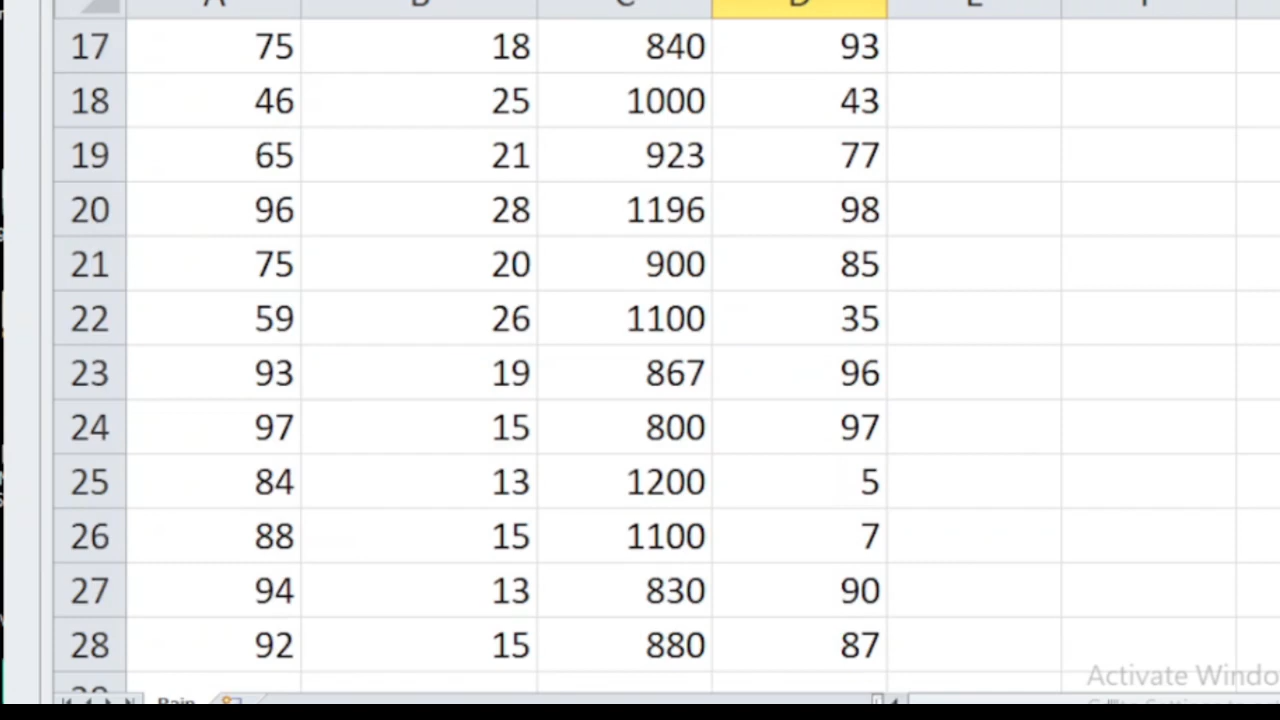 A B C D E F
17 75 18 840 93
18 46 25 1000 43
19 65 21 923 77
20 96 28 1196 98
21 75 20 900 85
22 59 26 1100 35
23 93 19 867 96
24 97 15 800 97
25 84 13 1200 5
26 88 15 1100 7
27 94 13 830 90
28 92 15 880 87
Activate Windo
29
Rain